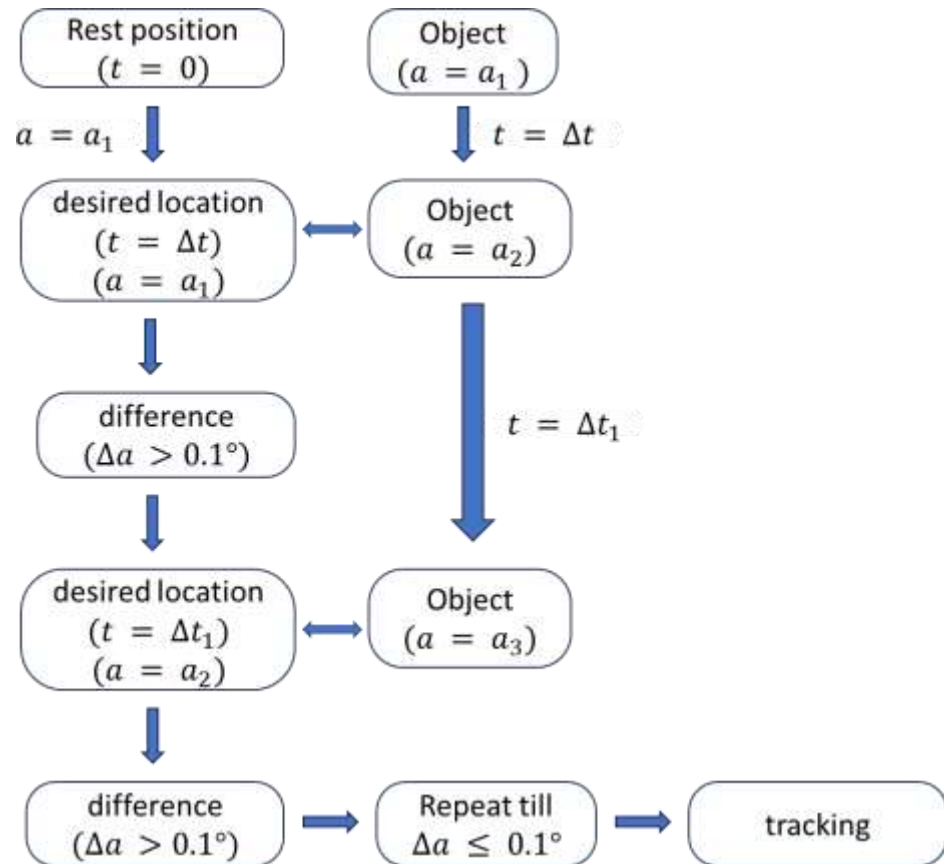 Rest position
(t = 0)
Object
(a = a₁ )
a = a₁
t = Δt
desired location
(t = Δt)
(a = a₁)
Object
(a = a₂)
difference
(Δa > 0.1°)
t = Δt₁
desired location
(t = Δt₁)
(a = a₂)
Object
(a = a₃)
difference
(Δa > 0.1°)
Repeat till
Δa ≤ 0.1°
tracking